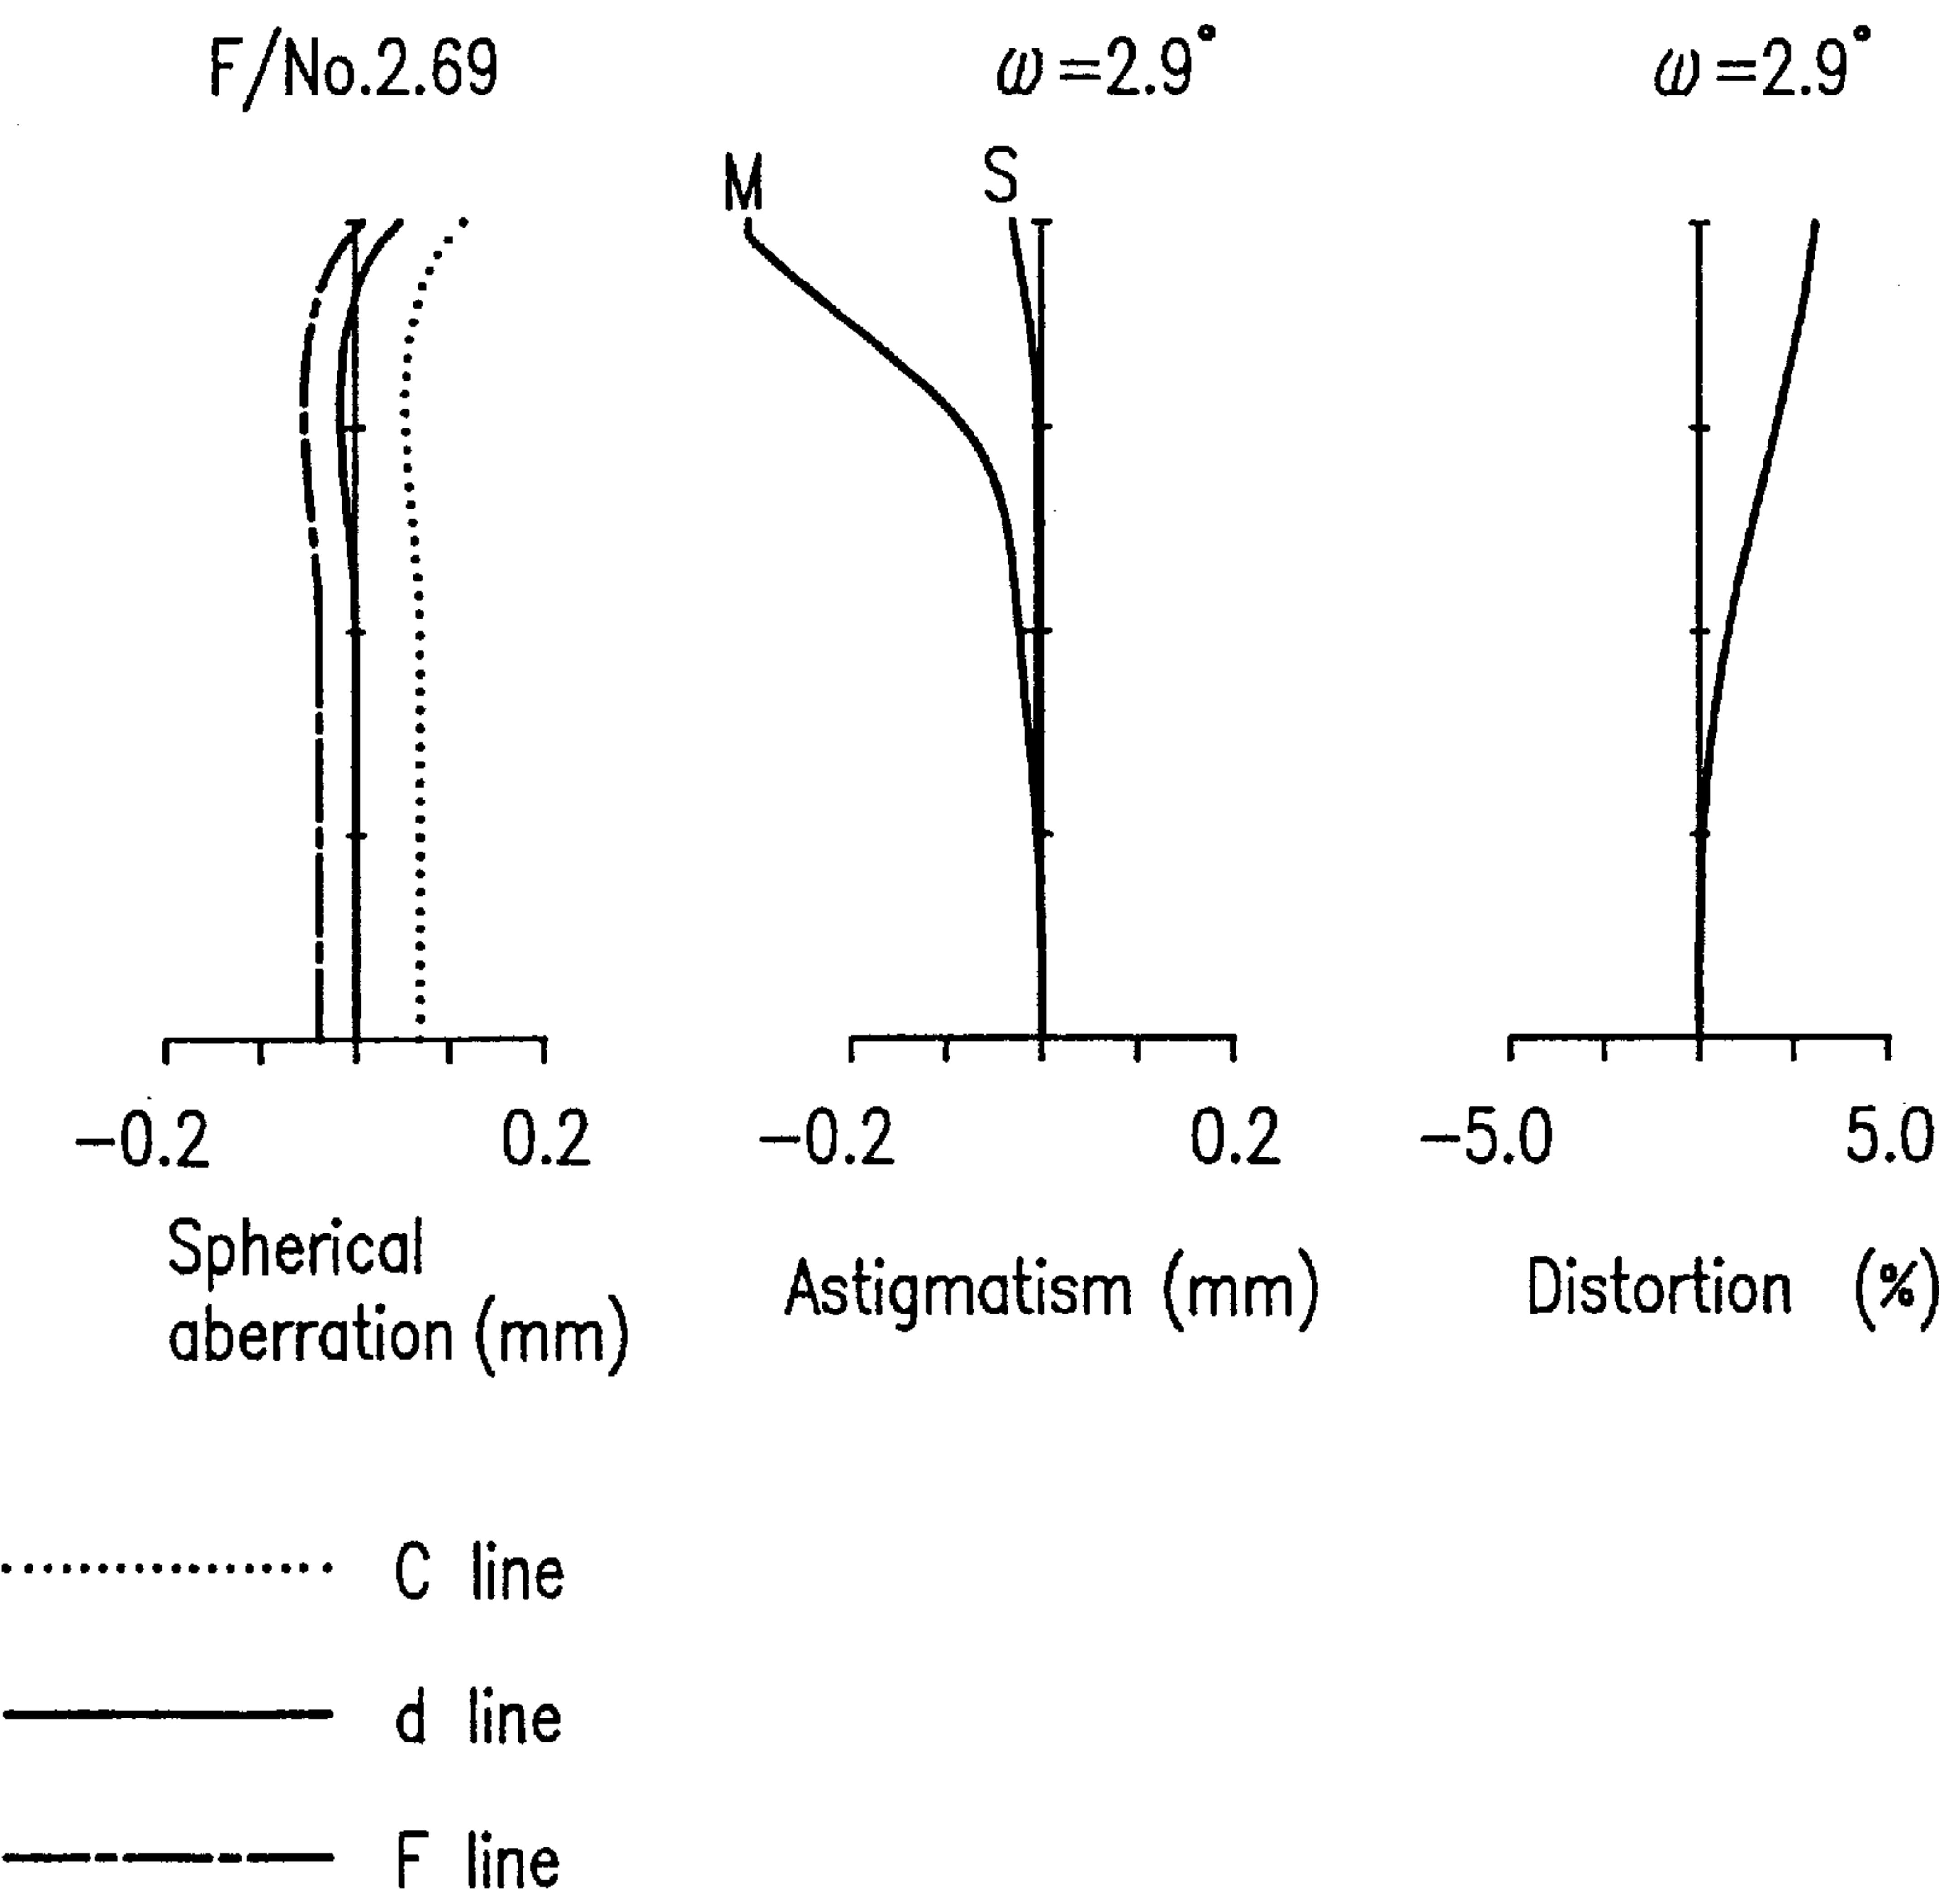 F/No.2.69
ω=2.9°
ω=2.9°
M
S
−0.2
0.2
−0.2
0.2
−5.0
5.0
Spherical
aberration (mm)
Astigmatism (mm)
Distortion (%)
C line
d line
F line